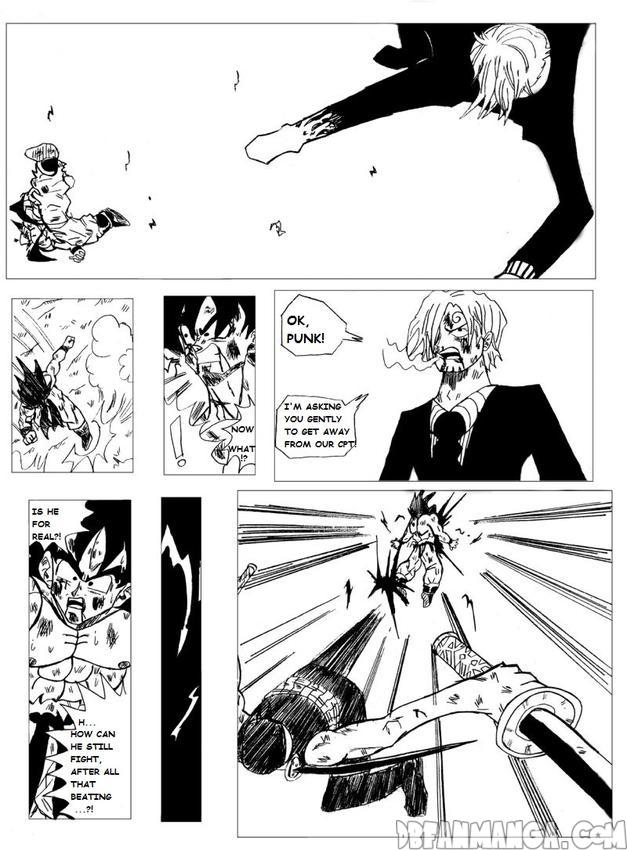 NOW
WHAT
!?
OK,
PUNK!
I'M ASKING
YOU GENTLY
TO GET AWAY
FROM OUR CPT!
IS HE
FOR
REAL?!
H...
HOW CAN
HE STILL
FIGHT,
AFTER ALL
THAT
BEATING
...?!
DBFANMANGA.COM